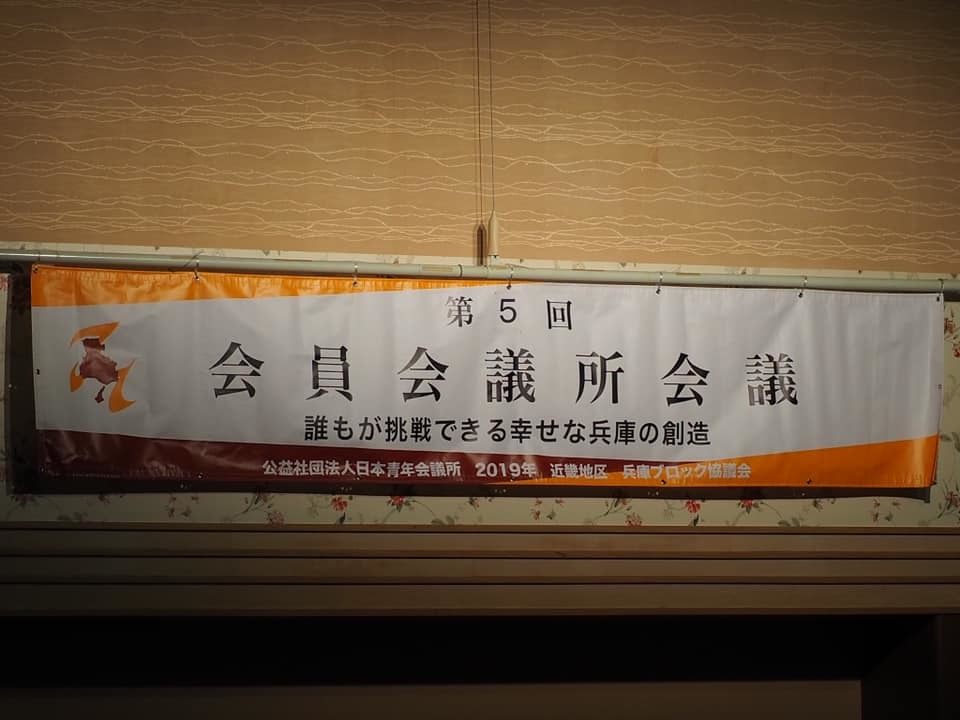 第5回
会員会議所会議
誰もが挑戦できる幸せな兵庫の創造
公益社団法人日本青年会議所 2019年 近畿地区 兵庫ブロック協議会